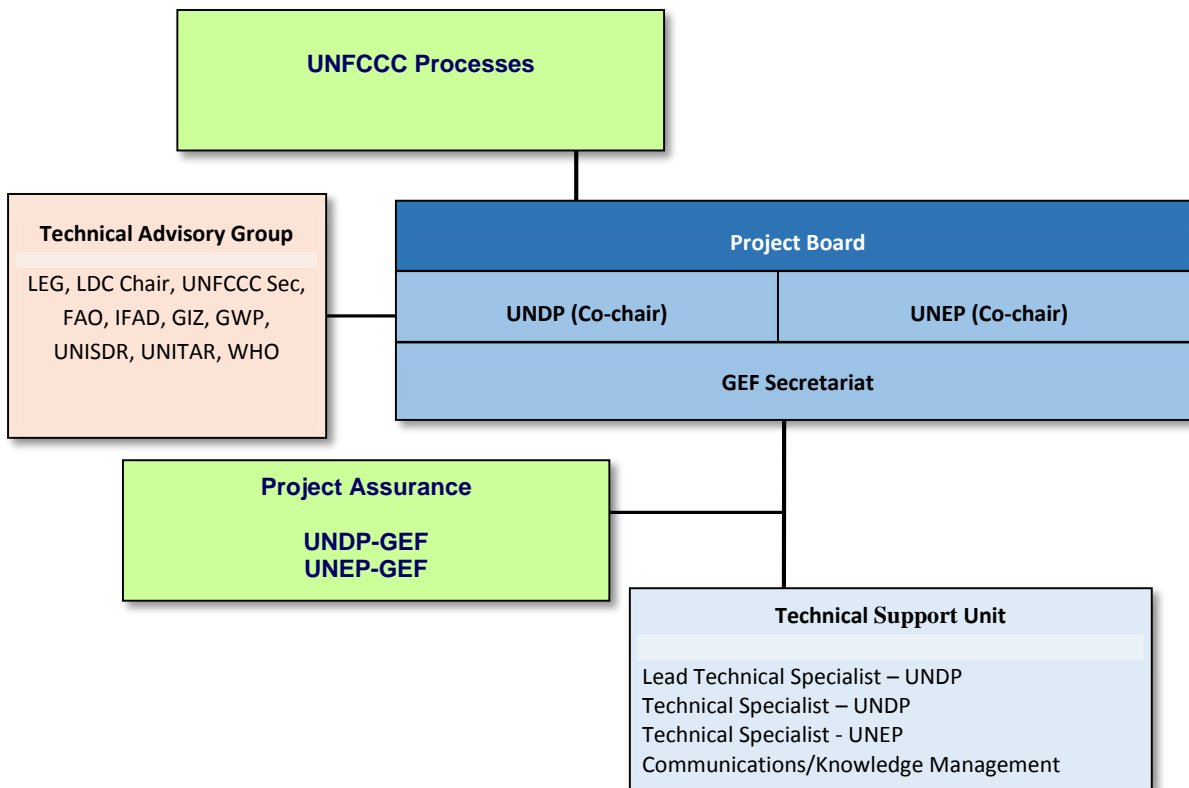 UNFCCC Processes
Technical Advisory Group
LEG, LDC Chair, UNFCCC Sec,
FAO, IFAD, GIZ, GWP,
UNISDR, UNITAR, WHO
Project Board
UNDP (Co-chair)
UNEP (Co-chair)
GEF Secretariat
Project Assurance
UNDP-GEF
UNEP-GEF
Technical Support Unit
Lead Technical Specialist – UNDP
Technical Specialist – UNDP
Technical Specialist - UNEP
Communications/Knowledge Management